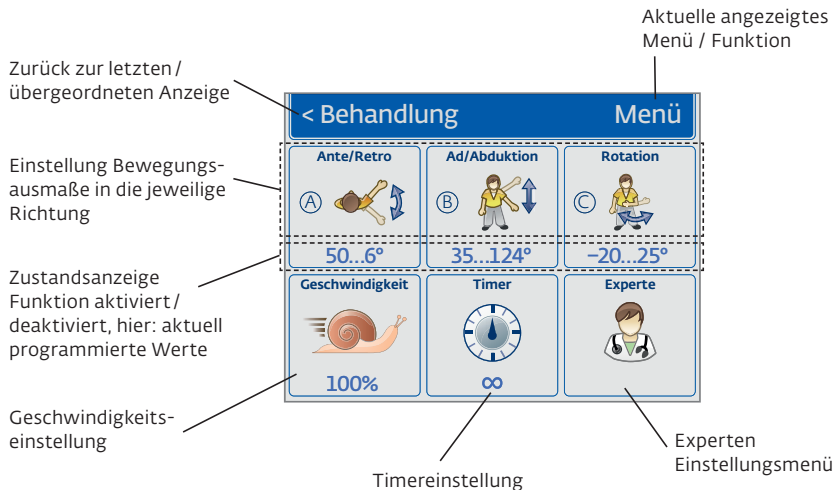 Aktuelle angezeigtes
Menü / Funktion
Zurück zur letzten /
übergeordneten Anzeige
< Behandlung Menü
Einstellung Bewegungs-
ausmaße in die jeweilige
Richtung
Ante/Retro Ad/Abduktion Rotation
A B C
50...6° 35...124° –20...25°
Zustandsanzeige
Funktion aktiviert /
deaktiviert, hier: aktuell
programmierte Werte
Geschwindigkeit Timer Experte
100% ∞
Geschwindigkeits-
einstellung
Timereinstellung
Experten
Einstellungsmenü